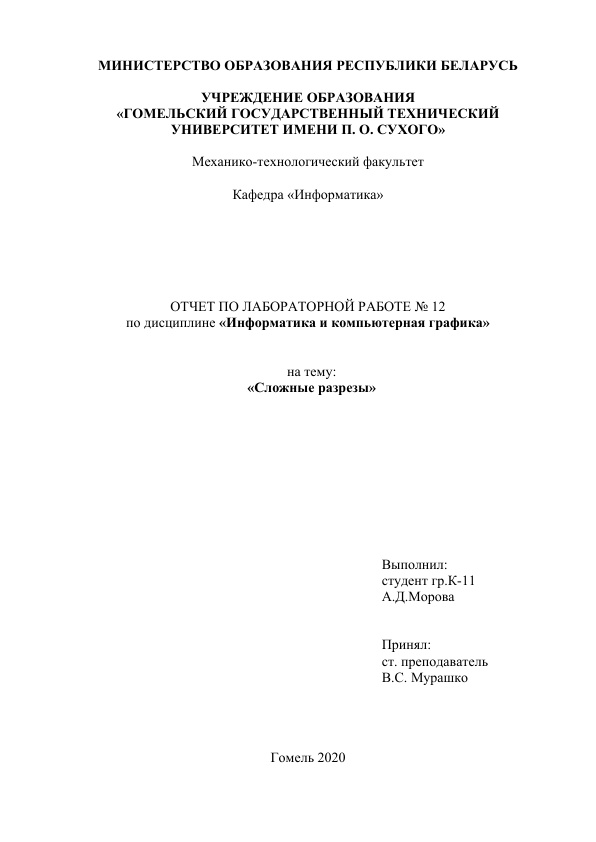 МИНИСТЕРСТВО ОБРАЗОВАНИЯ РЕСПУБЛИКИ БЕЛАРУСЬ
УЧРЕЖДЕНИЕ ОБРАЗОВАНИЯ
«ГОМЕЛЬСКИЙ ГОСУДАРСТВЕННЫЙ ТЕХНИЧЕСКИЙ
УНИВЕРСИТЕТ ИМЕНИ П. О. СУХОГО»
Механико-технологический факультет
Кафедра «Информатика»
ОТЧЕТ ПО ЛАБОРАТОРНОЙ РАБОТЕ № 12
по дисциплине «Информатика и компьютерная графика»
на тему:
«Сложные разрезы»
Выполнил:
студент гр.К-11
А.Д.Морова
Принял:
ст. преподаватель
В.С. Мурашко
Гомель 2020